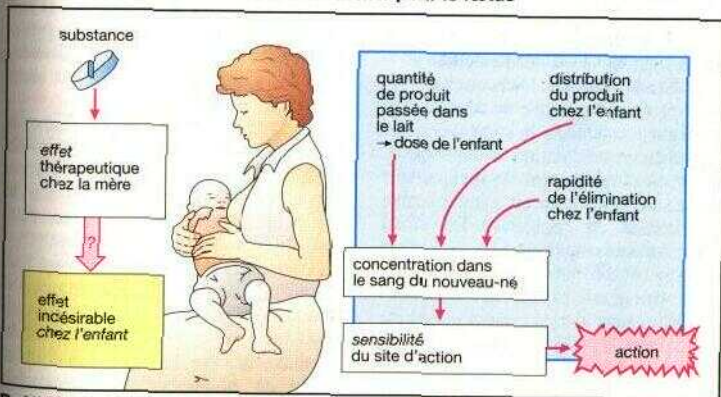 substance
effet
thérapeutique
chez la mère
?
effet
incésirable
chez l'enfant
quantité
de produit
passée dans
le lait
→ dose de l'enfant
distribution
du produit
chez l'enfant
rapidité
de l'élimination
chez l'enfant
concentration dans
le sang du nouveau-né
sensibilité
du site d'action
action